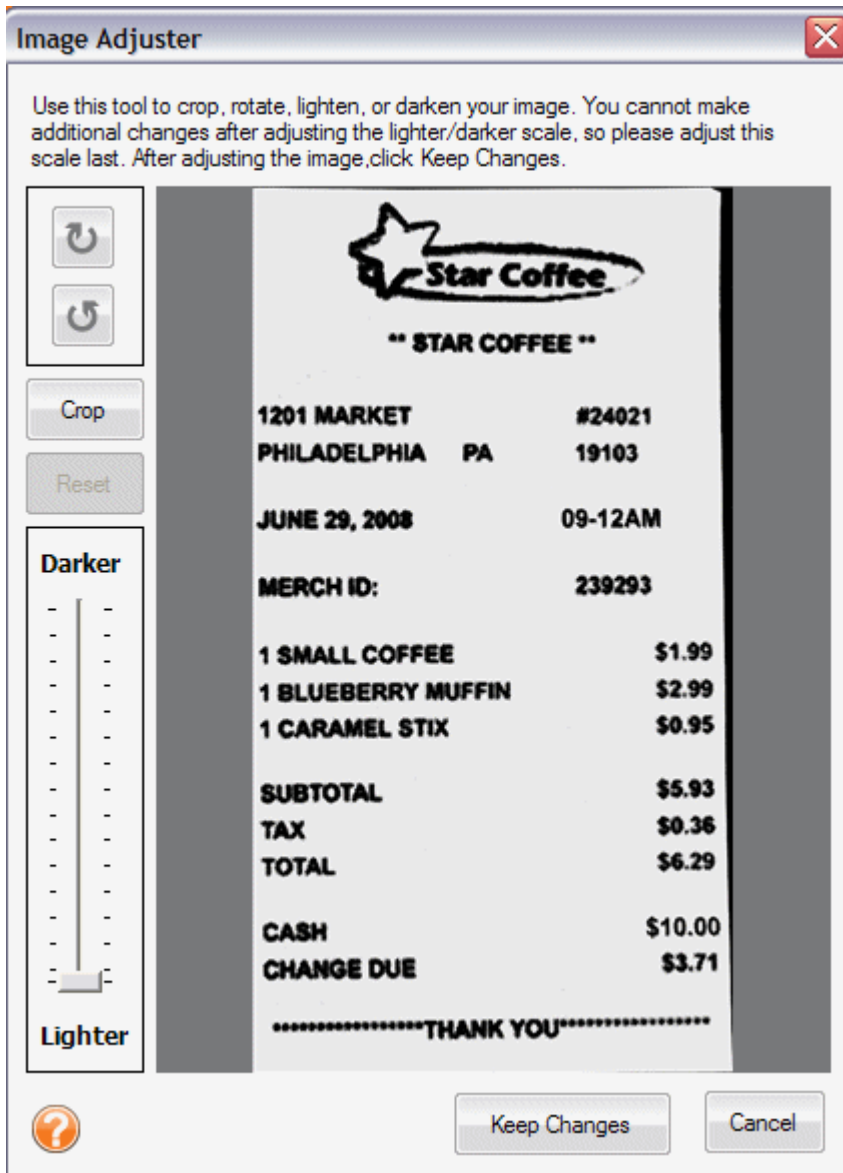 Image Adjuster
Use this tool to crop, rotate, lighten, or darken your image. You cannot make
additional changes after adjusting the lighter/darker scale, so please adjust this
scale last. After adjusting the image,click Keep Changes.
Crop
Reset
Darker
Lighter
Star Coffee
** STAR COFFEE **
1201 MARKET #24021
PHILADELPHIA PA 19103
JUNE 29, 2008 09-12AM
MERCH ID: 239293
1 SMALL COFFEE $1.99
1 BLUEBERRY MUFFIN $2.99
1 CARAMEL STIX $0.95
SUBTOTAL $5.93
TAX $0.36
TOTAL $6.29
CASH $10.00
CHANGE DUE $3.71
*****************THANK YOU*****************
?
Keep Changes
Cancel